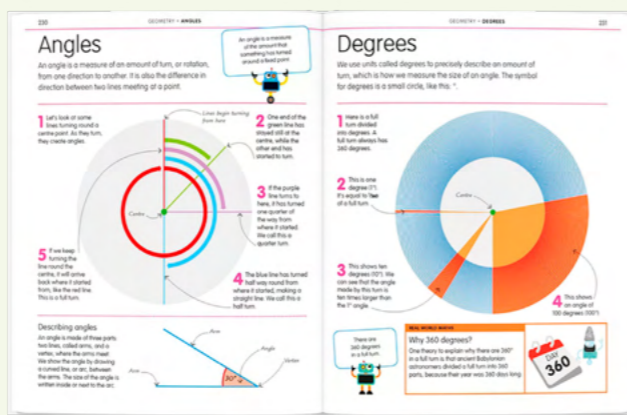 230
GEOMETRY • ANGLES
Angles
An angle is a measure of an amount of turn, or rotation,
from one direction to another. It is also the difference in
direction between two lines meeting at a point.
An angle is a measure
of the amount that
something has turned
around a fixed point.
1 Let's look at some
lines turning round a
centre point. As they turn,
they create angles.
Lines begin turning
from here
2 One end of the
green line has
stayed still at the
centre, while the
other end has
started to turn.
3 If the purple
line turns to
here, it has turned
one quarter of
the way from
where it started.
We call this a
quarter turn.
Centre
5 If we keep
turning the
line round the
centre, it will arrive
back where it started
from, like the red line.
This is a full turn.
4 The blue line has turned
half way round from
where it started, making a
straight line. We call this a
half turn.
Describing angles
An angle is made of three parts:
two lines, called arms, and a
vertex, where the arms meet.
We show the angle by drawing
a curved line, or arc, between
the arms. The size of the angle is
written inside or next to the arc.
Arm
Angle
Vertex
Arm
30°
GEOMETRY • DEGREES
231
Degrees
We use units called degrees to precisely describe an amount of
turn, which is how we measure the size of an angle. The symbol
for degrees is a small circle, like this: °.
1 Here is a full
turn divided
into degrees. A
full turn always has
360 degrees.
2 This is one
degree (1°).
It's equal to 1/360
of a full turn.
Centre
3 This shows ten
degrees (10°). We
can see that the angle
made by this turn is
ten times larger than
the 1° angle.
4 This shows
an angle of
100 degrees (100°).
There are
360 degrees
in a full turn.
REAL WORLD MATHS
Why 360 degrees?
One theory to explain why there are 360°
in a full turn is that ancient Babylonian
astronomers divided a full turn into 360
parts, because their year was 360 days long.
DAY
360